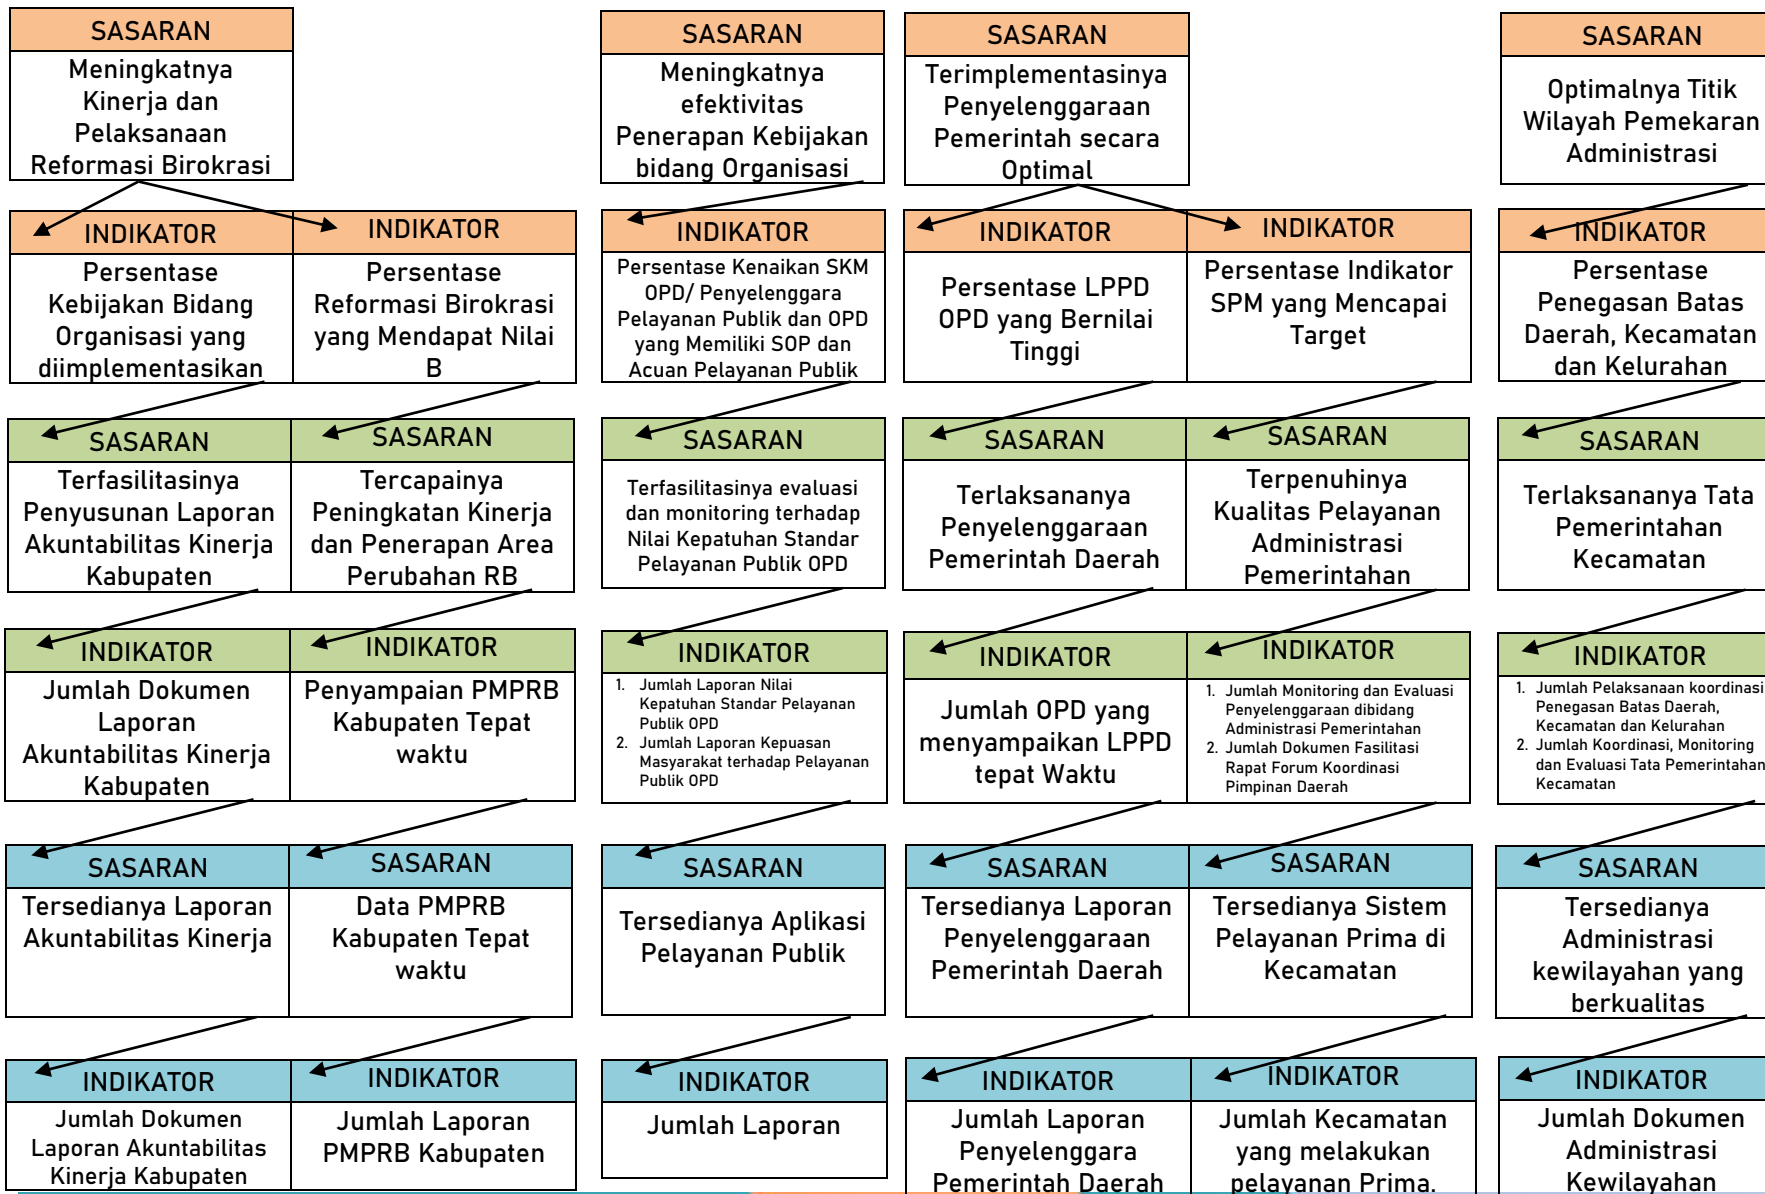 SASARAN
Meningkatnya
Kinerja dan
Pelaksanaan
Reformasi Birokrasi
SASARAN
Meningkatnya
efektivitas
Penerapan Kebijakan
bidang Organisasi
SASARAN
Terimplementasinya
Penyelenggaraan
Pemerintah secara
Optimal
SASARAN
Optimalnya Titik
Wilayah Pemekaran
Administrasi
INDIKATOR
Persentase
Kebijakan Bidang
Organisasi yang
diimplementasikan
INDIKATOR
Persentase
Reformasi Birokrasi
yang Mendapat Nilai
B
INDIKATOR
Persentase Kenaikan SKM
OPD/ Penyelenggara
Pelayanan Publik dan OPD
yang Memiliki SOP dan
Acuan Pelayanan Publik
INDIKATOR
Persentase LPPD
OPD yang Bernilai
Tinggi
INDIKATOR
Persentase Indikator
SPM yang Mencapai
Target
INDIKATOR
Persentase
Penegasan Batas
Daerah, Kecamatan
dan Kelurahan
SASARAN
Terfasilitasinya
Penyusunan Laporan
Akuntabilitas Kinerja
Kabupaten
SASARAN
Tercapainya
Peningkatan Kinerja
dan Penerapan Area
Perubahan RB
SASARAN
Terfasilitasinya evaluasi
dan monitoring terhadap
Nilai Kepatuhan Standar
Pelayanan Publik OPD
SASARAN
Terlaksananya
Penyelenggaraan
Pemerintah Daerah
SASARAN
Terpenuhinya
Kualitas Pelayanan
Administrasi
Pemerintahan
SASARAN
Terlaksananya Tata
Pemerintahan
Kecamatan
INDIKATOR
Jumlah Dokumen
Laporan
Akuntabilitas Kinerja
Kabupaten
INDIKATOR
Penyampaian PMPRB
Kabupaten Tepat
waktu
INDIKATOR
1. Jumlah Laporan Nilai
Kepatuhan Standar Pelayanan
Publik OPD
2. Jumlah Laporan Kepuasan
Masyarakat terhadap Pelayanan
Publik OPD
INDIKATOR
Jumlah OPD yang
menyampaikan LPPD
tepat Waktu
INDIKATOR
1. Jumlah Monitoring dan Evaluasi
Penyelenggaraan dibidang
Administrasi Pemerintahan
2. Jumlah Dokumen Fasilitasi
Rapat Forum Koordinasi
Pimpinan Daerah
INDIKATOR
1. Jumlah Pelaksanaan koordinasi
Penegasan Batas Daerah,
Kecamatan dan Kelurahan
2. Jumlah Koordinasi, Monitoring
dan Evaluasi Tata Pemerintahan
Kecamatan
SASARAN
Tersedianya Laporan
Akuntabilitas Kinerja
SASARAN
Data PMPRB
Kabupaten Tepat
waktu
SASARAN
Tersedianya Aplikasi
Pelayanan Publik
SASARAN
Tersedianya Laporan
Penyelenggaraan
Pemerintah Daerah
SASARAN
Tersedianya Sistem
Pelayanan Prima di
Kecamatan
SASARAN
Tersedianya
Administrasi
kewilayahan yang
berkualitas
INDIKATOR
Jumlah Dokumen
Laporan Akuntabilitas
Kinerja Kabupaten
INDIKATOR
Jumlah Laporan
PMPRB Kabupaten
INDIKATOR
Jumlah Laporan
INDIKATOR
Jumlah Laporan
Penyelenggara
Pemerintah Daerah
INDIKATOR
Jumlah Kecamatan
yang melakukan
pelayanan Prima.
INDIKATOR
Jumlah Dokumen
Administrasi
Kewilayahan